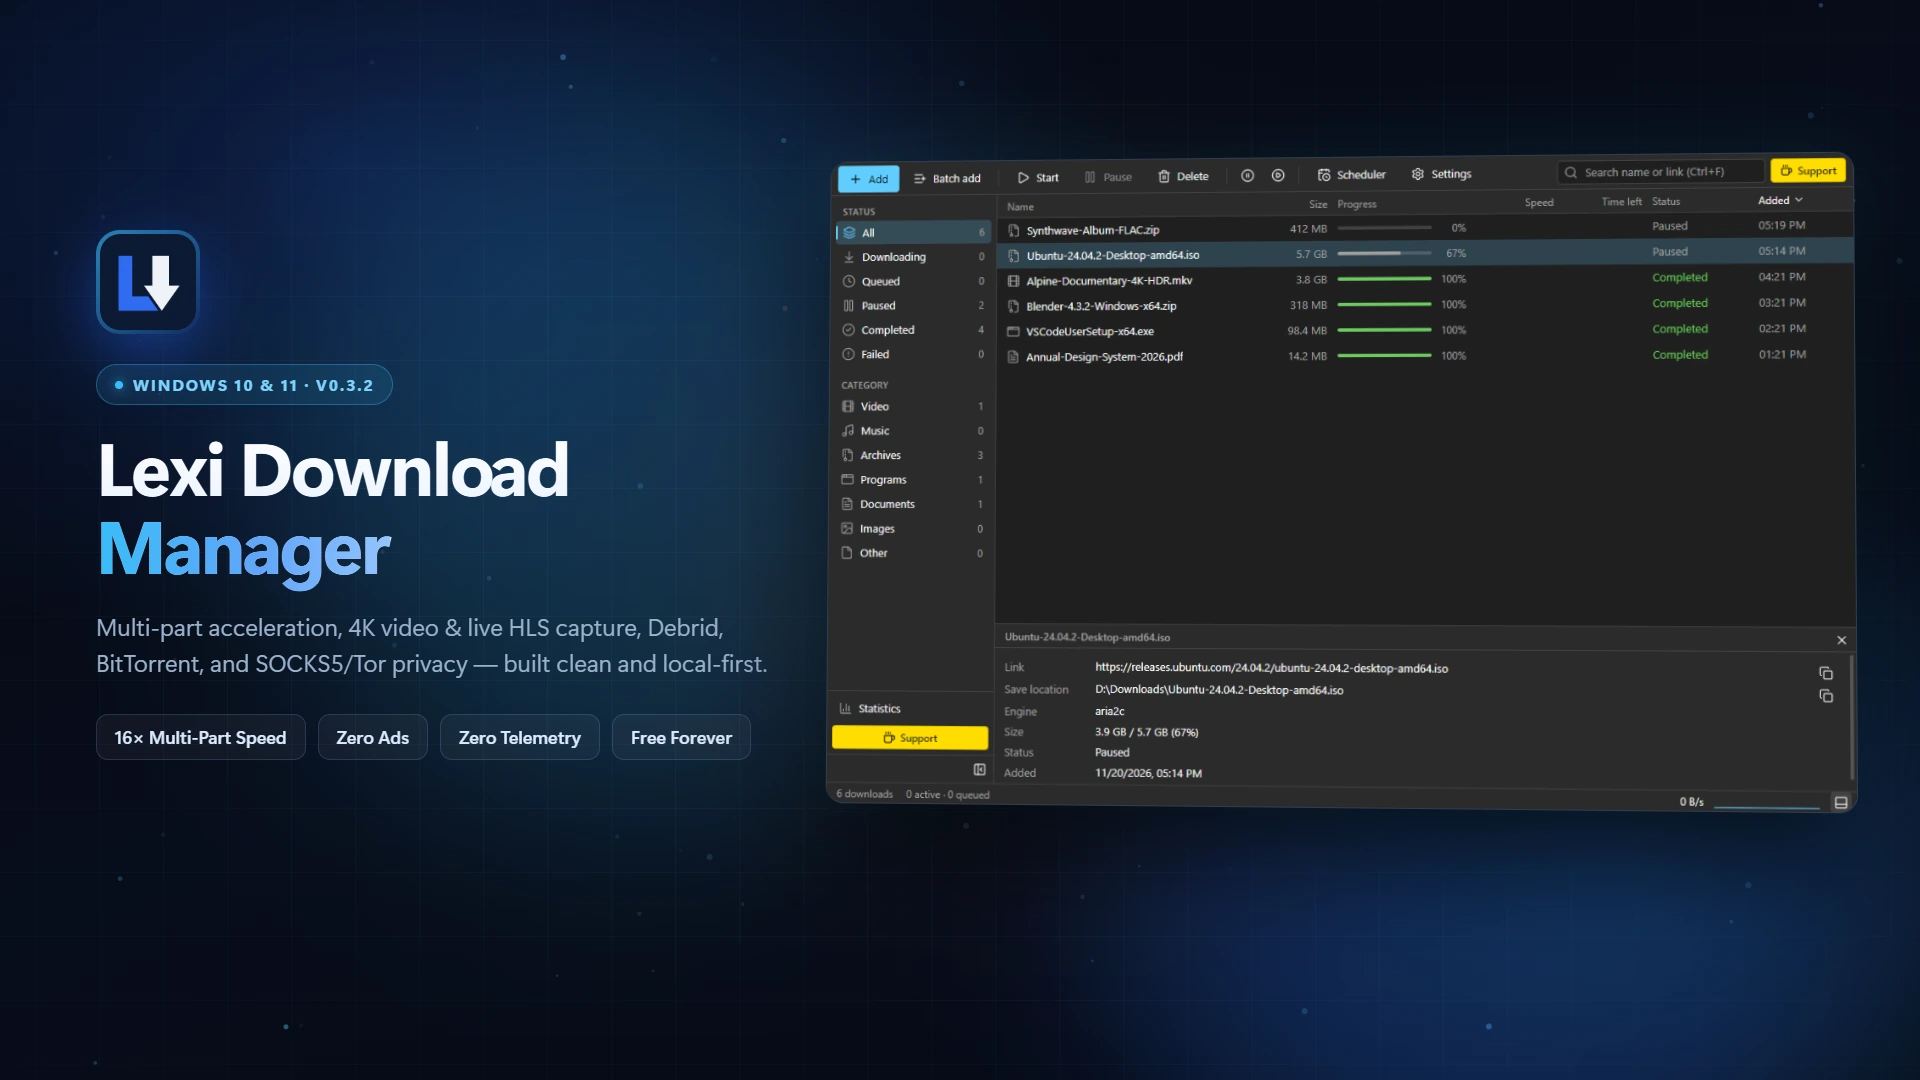 WINDOWS 10 & 11 · V0.3.2
Lexi Download
Manager
Multi-part acceleration, 4K video & live HLS capture, Debrid,
BitTorrent, and SOCKS5/Tor privacy — built clean and local-first.
16× Multi-Part Speed Zero Ads Zero Telemetry Free Forever
Add Batch add Start Pause Delete Scheduler Settings Search name or link (Ctrl+F) Support
STATUS
All 6
Downloading 0
Queued 0
Paused 2
Completed 4
Failed 0
CATEGORY
Video 1
Music 0
Archives 3
Programs 1
Documents 1
Images 0
Other 0
Statistics
Support
Name Size Progress Speed Time left Status Added
Synthwave-Album-FLAC.zip 412 MB 0% Paused 05:19 PM
Ubuntu-24.04.2-Desktop-amd64.iso 5.7 GB 67% Paused 05:14 PM
Alpine-Documentary-4K-HDR.mkv 3.8 GB 100% Completed 04:21 PM
Blender-4.3.2-Windows-x64.zip 318 MB 100% Completed 03:21 PM
VSCodeUserSetup-x64.exe 98.4 MB 100% Completed 02:21 PM
Annual-Design-System-2026.pdf 14.2 MB 100% Completed 01:21 PM
Ubuntu-24.04.2-Desktop-amd64.iso
Link https://releases.ubuntu.com/24.04.2/ubuntu-24.04.2-desktop-amd64.iso
Save location D:\Downloads\Ubuntu-24.04.2-Desktop-amd64.iso
Engine aria2c
Size 3.9 GB / 5.7 GB (67%)
Status Paused
Added 11/20/2026, 05:14 PM
6 downloads 0 active · 0 queued 0 B/s